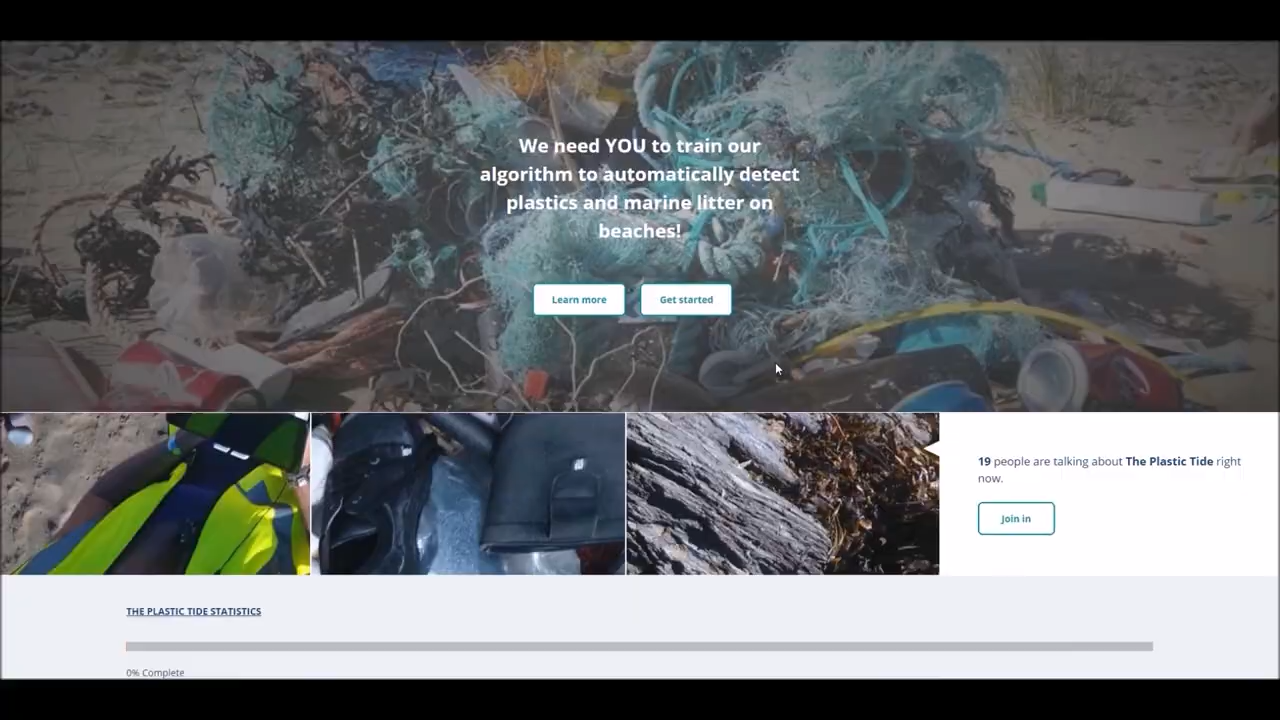 We need YOU to train our
algorithm to automatically detect
plastics and marine litter on
beaches!
Learn more
Get started
19 people are talking about The Plastic Tide right
now.
Join in
THE PLASTIC TIDE STATISTICS
0% Complete